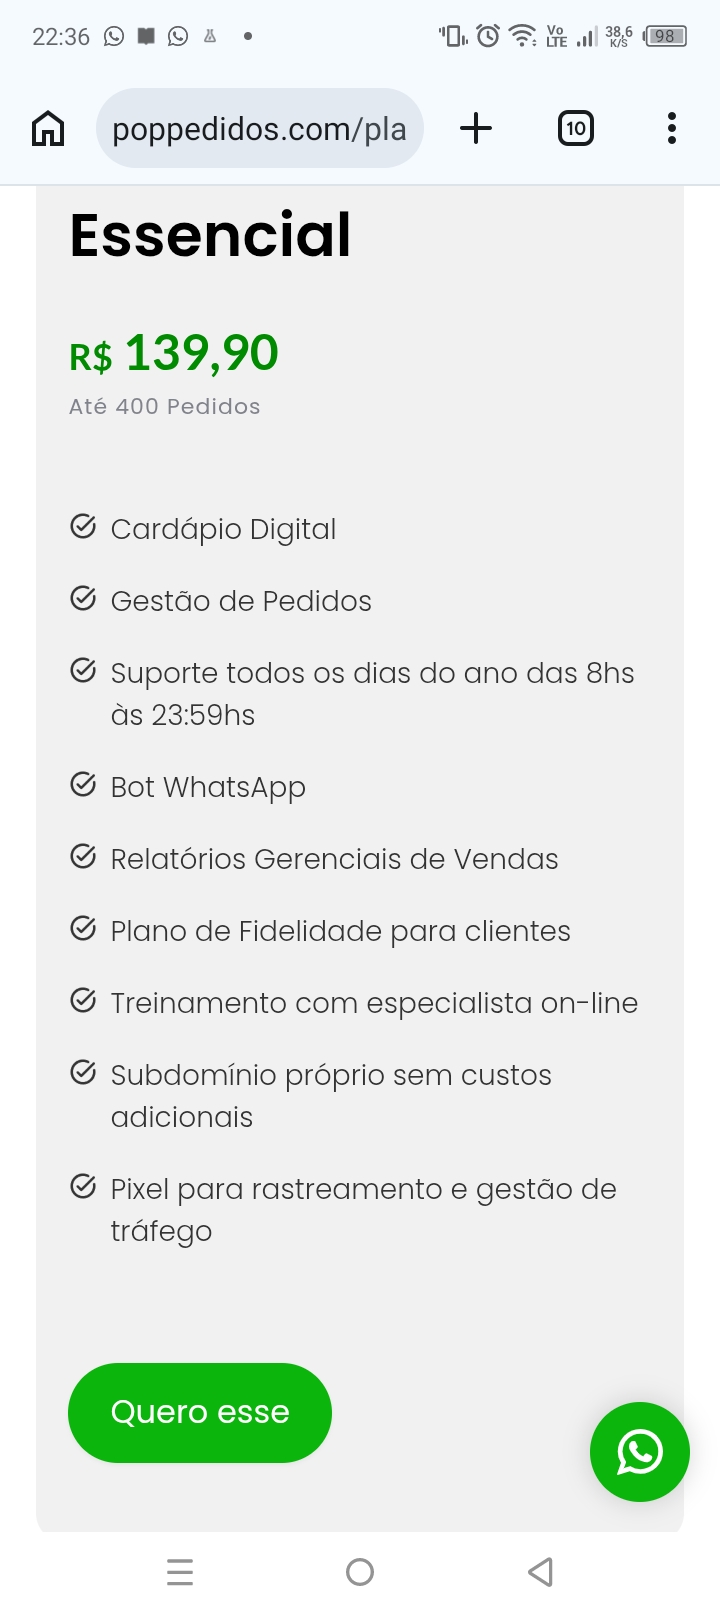 22:36
Vo LTE
38,6 K/S
98
poppedidos.com/pla
10
Essencial
R$ 139,90
Até 400 Pedidos
Cardápio Digital
Gestão de Pedidos
Suporte todos os dias do ano das 8hs
às 23:59hs
Bot WhatsApp
Relatórios Gerenciais de Vendas
Plano de Fidelidade para clientes
Treinamento com especialista on-line
Subdomínio próprio sem custos
adicionais
Pixel para rastreamento e gestão de
tráfego
Quero esse